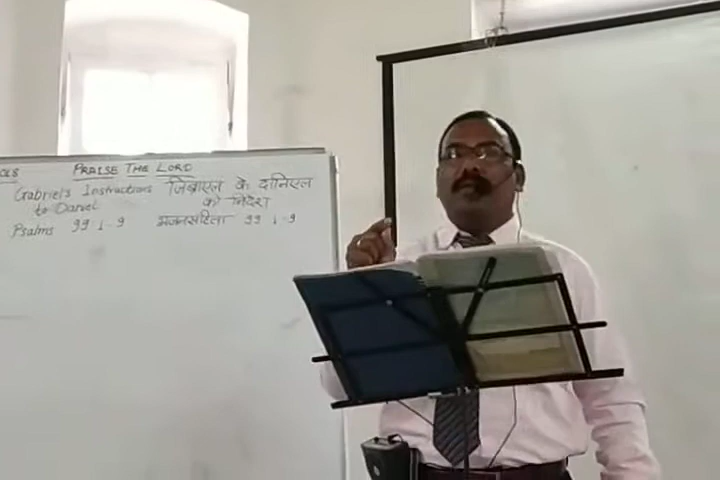 PRAISE THE LORD
Gabriel's Instructions जिब्राएल के दानिएल
to Daniel को निर्देश
Psalms 99:1-9 भजनसंहिता 99:1-9